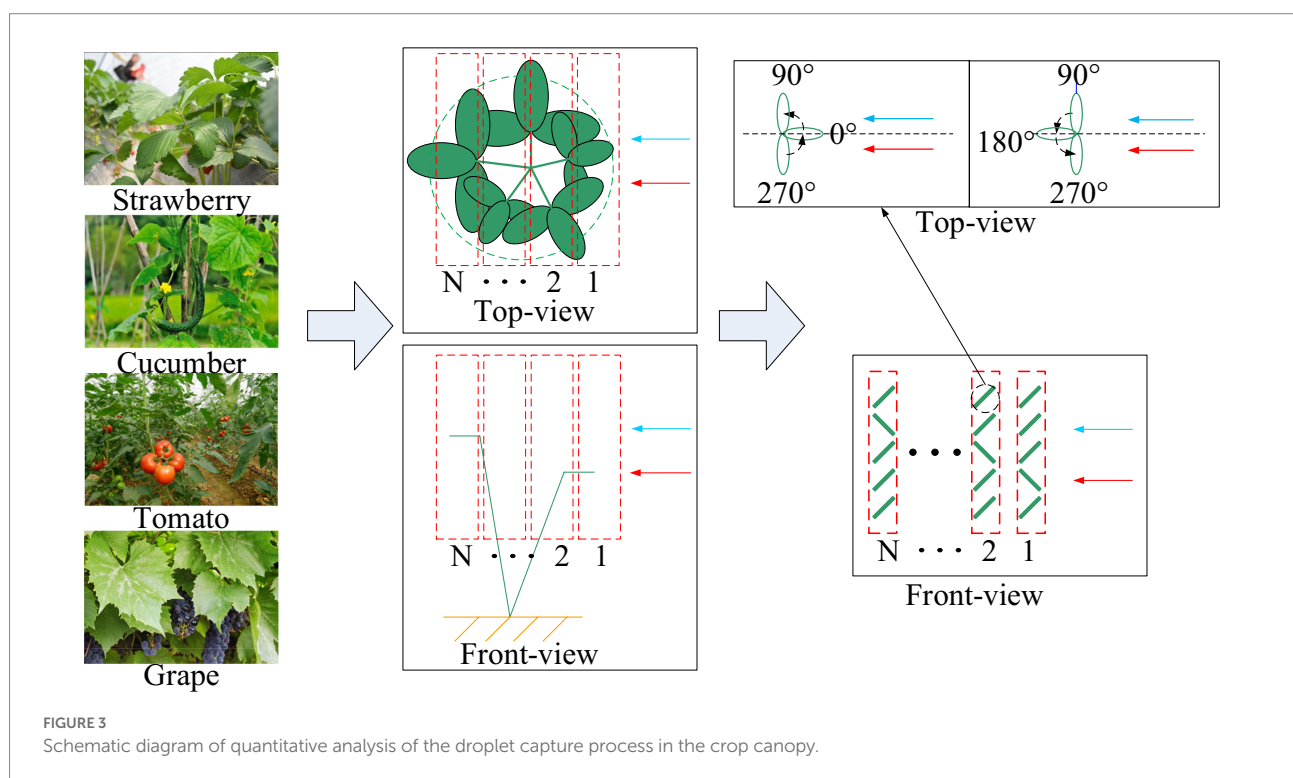 Strawberry
Cucumber
Tomato
Grape
N ··· 2 1
Top-view
N ··· 2 1
Front-view
90°
0°
270°
90°
180°
270°
Top-view
N ··· 2 1
Front-view
FIGURE 3
Schematic diagram of quantitative analysis of the droplet capture process in the crop canopy.